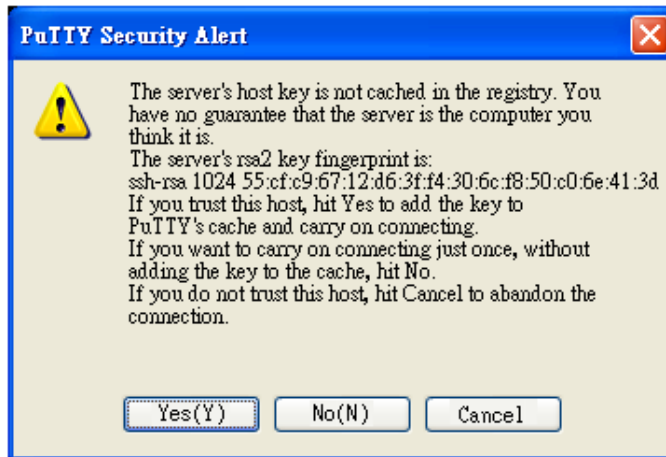 PuTTY Security Alert
The server's host key is not cached in the registry. You
have no guarantee that the server is the computer you
think it is.
The server's rsa2 key fingerprint is:
ssh-rsa 1024 55:cf:c9:67:12:d6:3f:f4:30:6c:f8:50:c0:6e:41:3d
If you trust this host, hit Yes to add the key to
PuTTY's cache and carry on connecting.
If you want to carry on connecting just once, without
adding the key to the cache, hit No.
If you do not trust this host, hit Cancel to abandon the
connection.
Yes(Y) No(N) Cancel